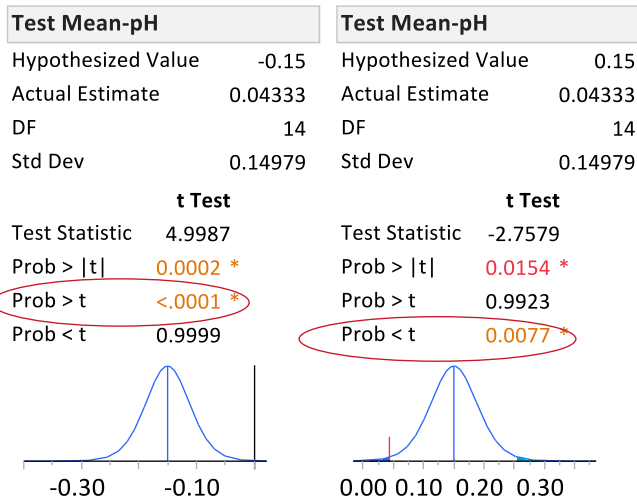 Test Mean-pH
Hypothesized Value -0.15
Actual Estimate 0.04333
DF 14
Std Dev 0.14979
t Test
Test Statistic 4.9987
Prob > |t| 0.0002 *
Prob > t <.0001 *
Prob < t 0.9999
-0.30 -0.10
Test Mean-pH
Hypothesized Value 0.15
Actual Estimate 0.04333
DF 14
Std Dev 0.14979
t Test
Test Statistic -2.7579
Prob > |t| 0.0154 *
Prob > t 0.9923
Prob < t 0.0077 *
0.00 0.10 0.20 0.30